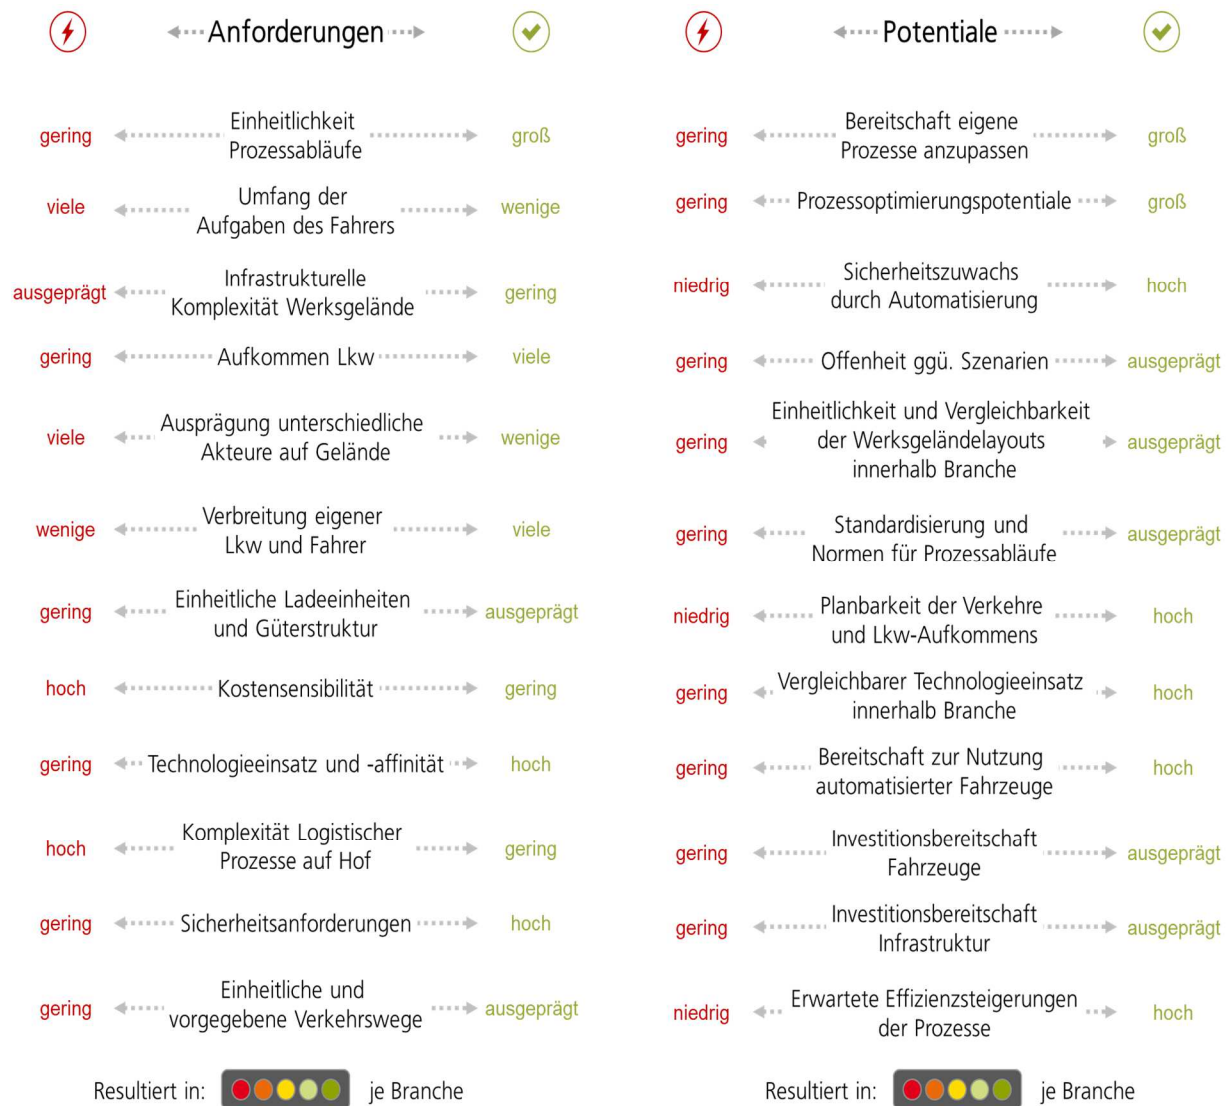 Anforderungen
gering
Einheitlichkeit
Prozessabläufe
groß
viele
Umfang der
Aufgaben des Fahrers
wenige
ausgeprägt
Infrastrukturelle
Komplexität Werksgelände
gering
gering
Aufkommen Lkw
viele
viele
Ausprägung unterschiedliche
Akteure auf Gelände
wenige
wenige
Verbreitung eigener
Lkw und Fahrer
viele
gering
Einheitliche Ladeeinheiten
und Güterstruktur
ausgeprägt
hoch
Kostensensibilität
gering
gering
Technologieeinsatz und -affinität
hoch
hoch
Komplexität Logistischer
Prozesse auf Hof
gering
gering
Sicherheitsanforderungen
hoch
gering
Einheitliche und
vorgegebene Verkehrswege
ausgeprägt
Resultiert in: je Branche
Potentiale
gering
Bereitschaft eigene
Prozesse anzupassen
groß
gering
Prozessoptimierungspotentiale
groß
niedrig
Sicherheitszuwachs
durch Automatisierung
hoch
gering
Offenheit ggü. Szenarien
ausgeprägt
gering
Einheitlichkeit und Vergleichbarkeit
der Werksgeländelayouts
innerhalb Branche
ausgeprägt
gering
Standardisierung und
Normen für Prozessabläufe
ausgeprägt
niedrig
Planbarkeit der Verkehre
und Lkw-Aufkommens
hoch
gering
Vergleichbarer Technologieeinsatz
innerhalb Branche
hoch
gering
Bereitschaft zur Nutzung
automatisierter Fahrzeuge
hoch
gering
Investitionsbereitschaft
Fahrzeuge
ausgeprägt
gering
Investitionsbereitschaft
Infrastruktur
ausgeprägt
niedrig
Erwartete Effizienzsteigerungen
der Prozesse
hoch
Resultiert in: je Branche